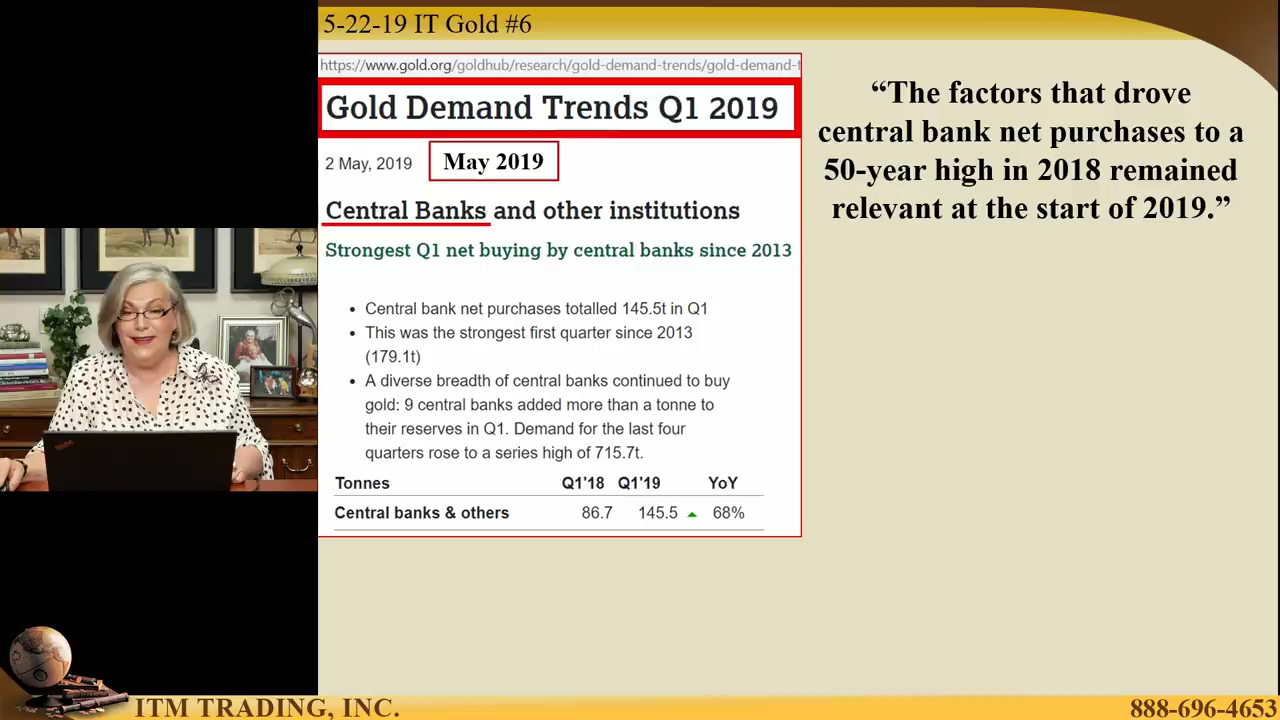 5-22-19 IT Gold #6
https://www.gold.org/goldhub/research/gold-demand-trends/gold-demand-t
Gold Demand Trends Q1 2019
2 May, 2019
May 2019
Central Banks and other institutions
Strongest Q1 net buying by central banks since 2013
• Central bank net purchases totalled 145.5t in Q1
• This was the strongest first quarter since 2013
(179.1t)
• A diverse breadth of central banks continued to buy
gold: 9 central banks added more than a tonne to
their reserves in Q1. Demand for the last four
quarters rose to a series high of 715.7t.
Tonnes Q1'18 Q1'19 YoY
Central banks & others 86.7 145.5 68%
“The factors that drove
central bank net purchases to a
50-year high in 2018 remained
relevant at the start of 2019.”
ITM TRADING, INC.
888-696-4653